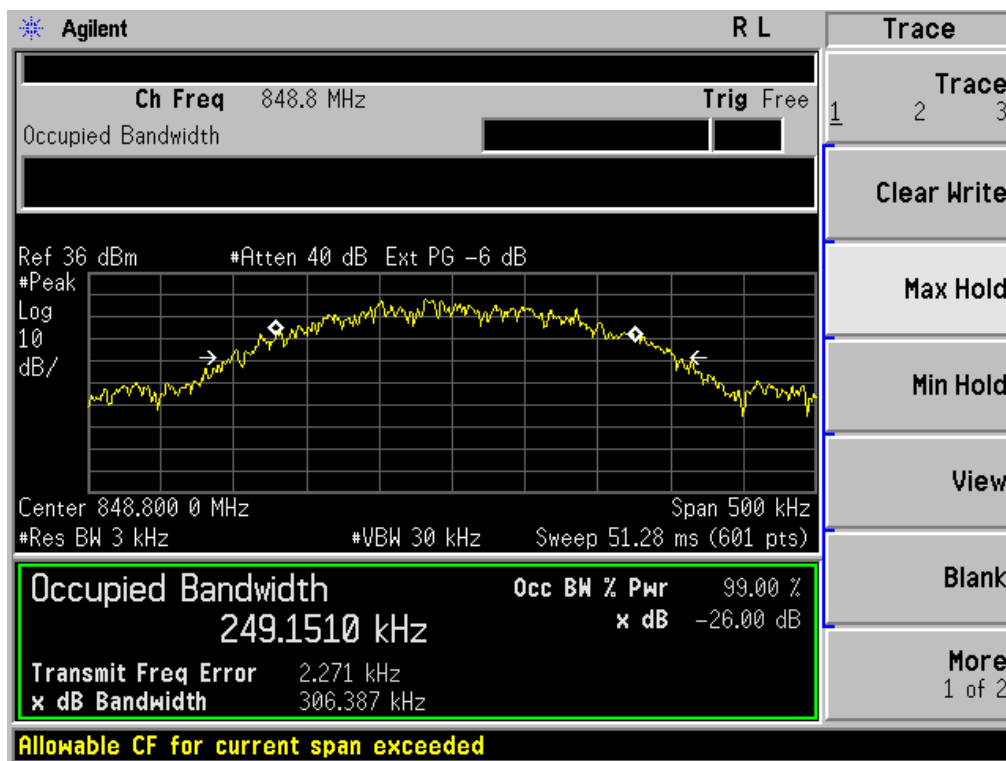 Agilent
R L
Trace
Ch Freq 848.8 MHz
Trig Free
Occupied Bandwidth
Ref 36 dBm #Atten 40 dB Ext PG -6 dB
#Peak
Log
10
dB/
Center 848.800 0 MHz
Span 500 kHz
#Res BW 3 kHz
#VBW 30 kHz
Sweep 51.28 ms (601 pts)
Occupied Bandwidth
249.1510 kHz
Occ BW % Pwr 99.00 %
x dB -26.00 dB
Transmit Freq Error 2.271 kHz
x dB Bandwidth 306.387 kHz
Allowable CF for current span exceeded
Trace
1 2 3
Clear Write
Max Hold
Min Hold
View
Blank
More
1 of 2